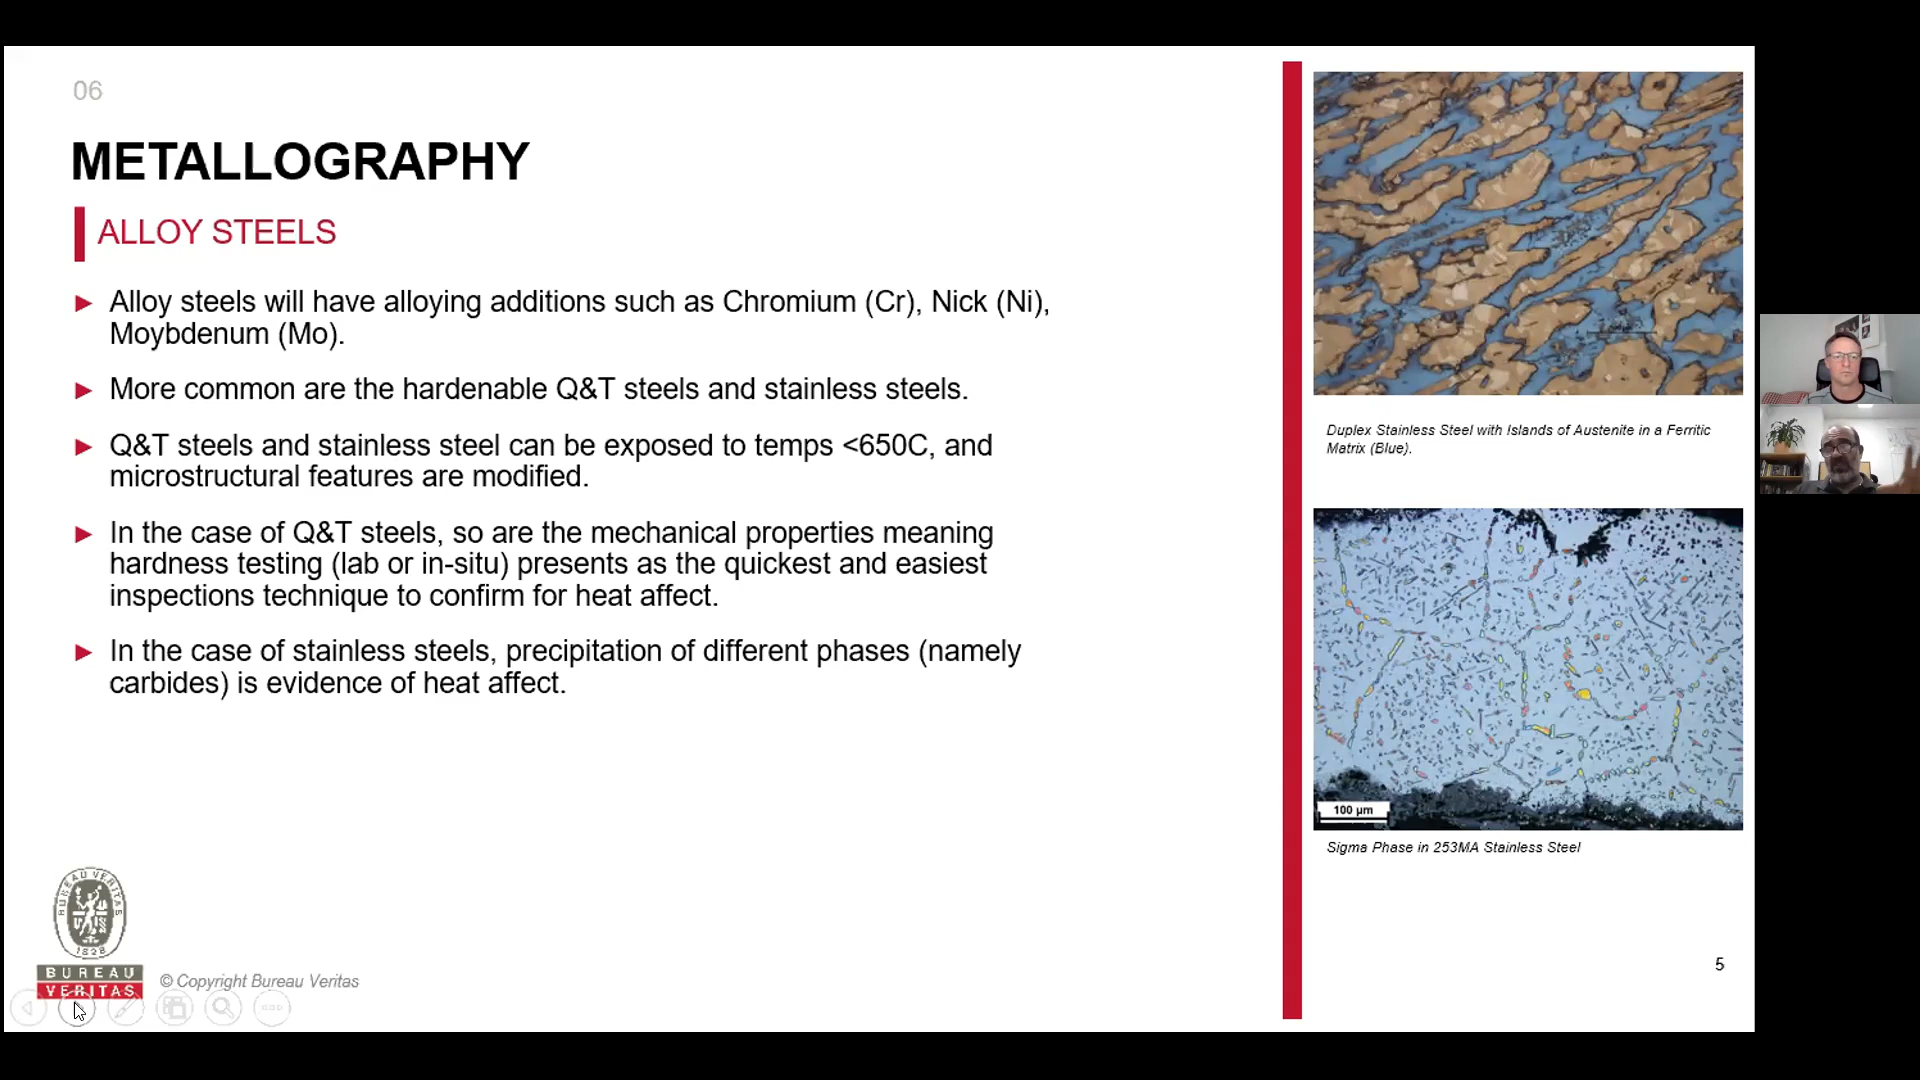 06
METALLOGRAPHY
ALLOY STEELS
Alloy steels will have alloying additions such as Chromium (Cr), Nick (Ni),
Moybdenum (Mo).
More common are the hardenable Q&T steels and stainless steels.
Q&T steels and stainless steel can be exposed to temps <650C, and
microstructural features are modified.
In the case of Q&T steels, so are the mechanical properties meaning
hardness testing (lab or in-situ) presents as the quickest and easiest
inspections technique to confirm for heat affect.
In the case of stainless steels, precipitation of different phases (namely
carbides) is evidence of heat affect.
Duplex Stainless Steel with Islands of Austenite in a Ferritic
Matrix (Blue).
100 µm
Sigma Phase in 253MA Stainless Steel
BUREAU VERITAS
1828
BUREAU
VERITAS
© Copyright Bureau Veritas
5